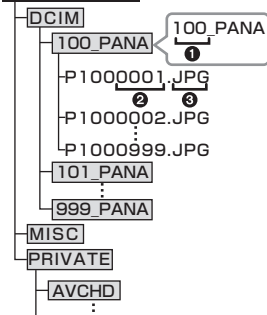 DCIM
100_PANA
100_PANA
❶
P1000001.JPG
❷ ❸
P1000002.JPG
P1000999.JPG
101_PANA
999_PANA
MISC
PRIVATE
AVCHD